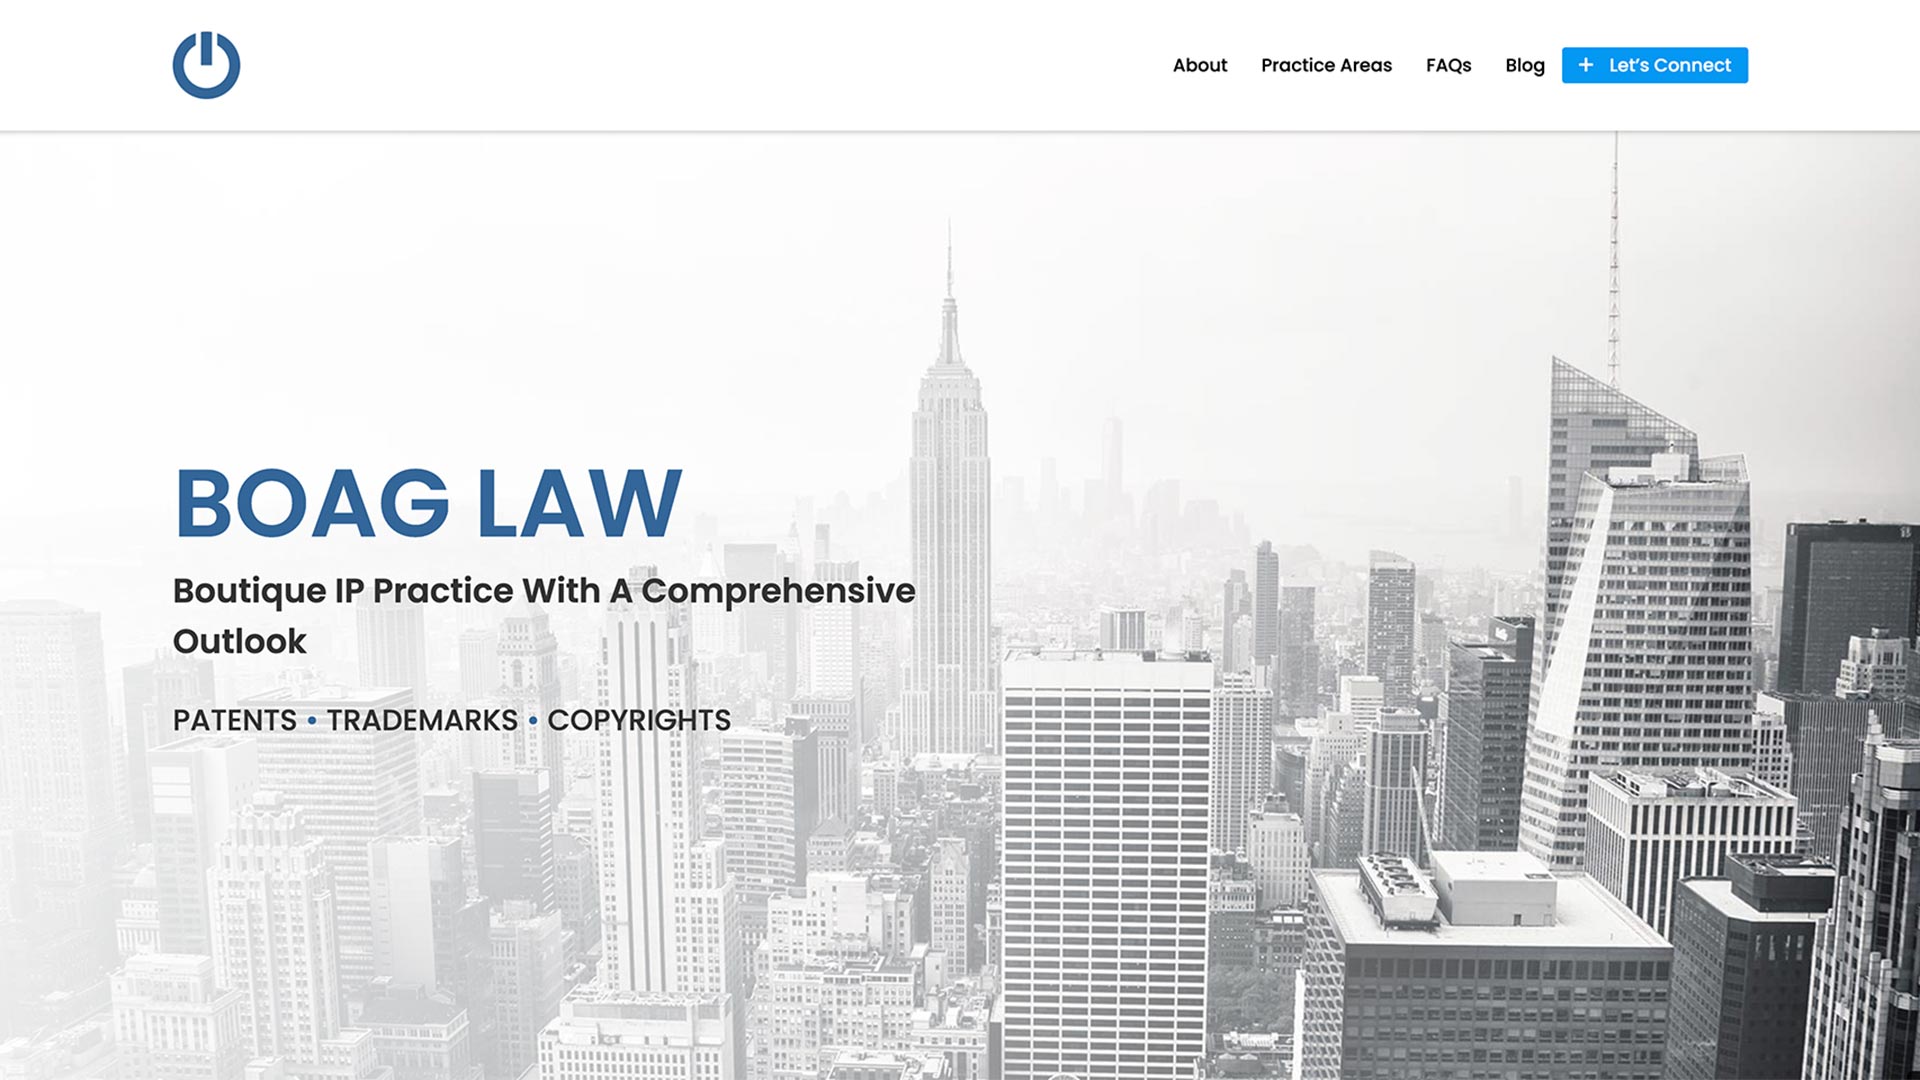 About
Practice Areas
FAQs
Blog
+ Let's Connect
BOAG LAW
Boutique IP Practice With A Comprehensive
Outlook
PATENTS • TRADEMARKS • COPYRIGHTS